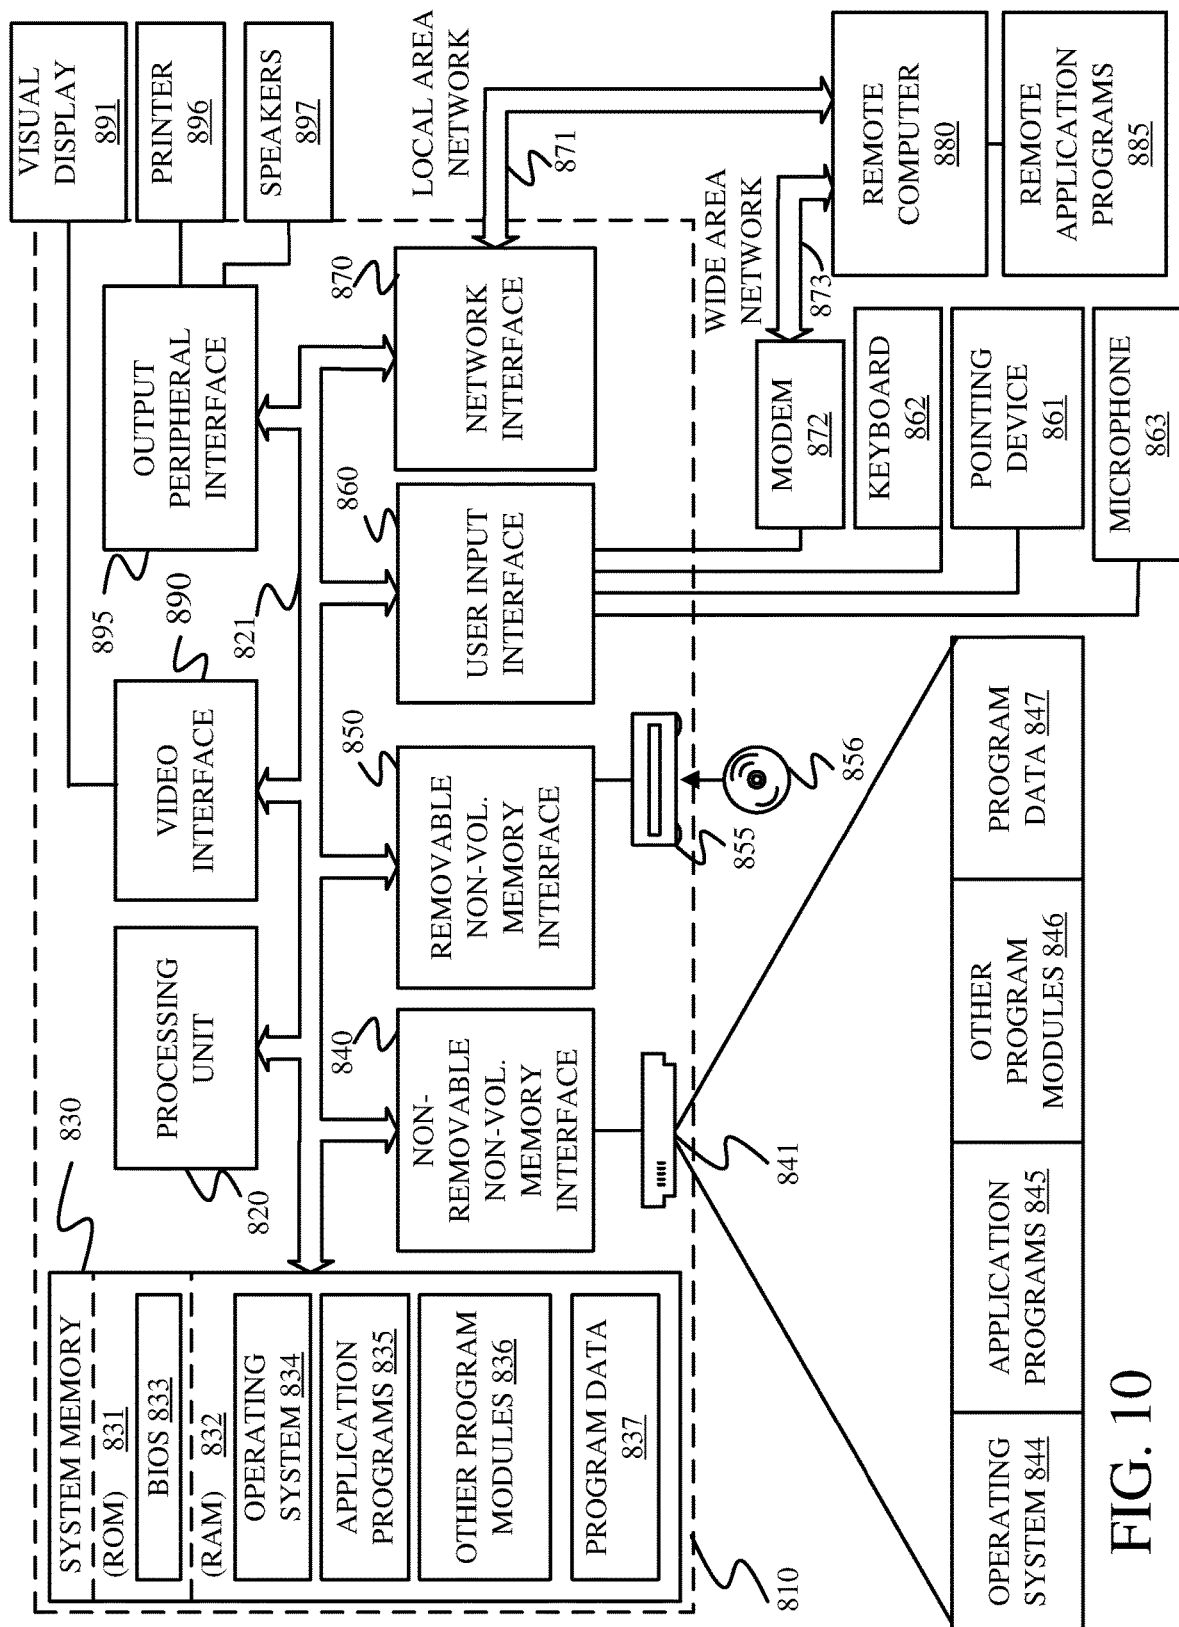 SYSTEM MEMORY
(ROM) 831
BIOS 833
(RAM) 832
OPERATING
SYSTEM 834
APPLICATION
PROGRAMS 835
OTHER PROGRAM
MODULES 836
PROGRAM DATA
837
830
810
PROCESSING
UNIT
820
VIDEO
INTERFACE
890
821
OUTPUT
PERIPHERAL
INTERFACE
895
VISUAL
DISPLAY
891
PRINTER
896
SPEAKERS
897
NON-
REMOVABLE
NON-VOL.
MEMORY
INTERFACE
840
REMOVABLE
NON-VOL.
MEMORY
INTERFACE
850
USER INPUT
INTERFACE
860
NETWORK
INTERFACE
870
LOCAL AREA
NETWORK
871
841
855
856
WIDE AREA
NETWORK
873
MODEM
872
KEYBOARD
862
POINTING
DEVICE
861
MICROPHONE
863
REMOTE
COMPUTER
880
REMOTE
APPLICATION
PROGRAMS
885
OPERATING
SYSTEM 844
APPLICATION
PROGRAMS 845
OTHER
PROGRAM
MODULES 846
PROGRAM
DATA 847
FIG. 10